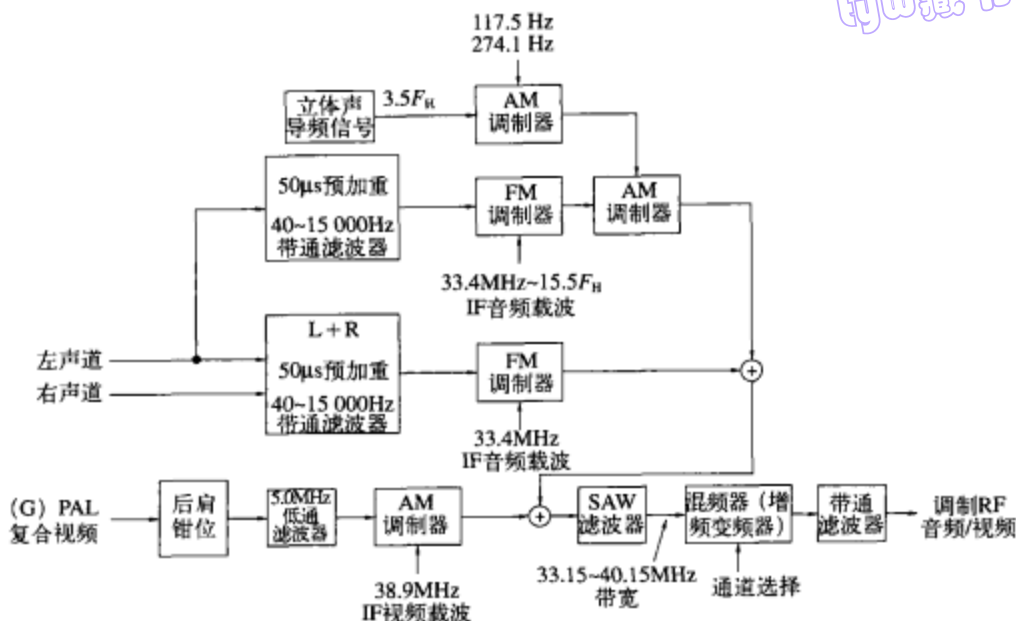 117.5 Hz
274.1 Hz
立体声
导频信号
3.5FH
AM
调制器
50μs预加重
40~15 000Hz
带通滤波器
FM
调制器
AM
调制器
33.4MHz~15.5FH
IF音频载波
L+R
50μs预加重
40~15 000Hz
带通滤波器
左声道
右声道
FM
调制器
33.4MHz
IF音频载波
(G) PAL
复合视频
后肩
钳位
5.0MHz
低通
滤波器
AM
调制器
38.9MHz
IF视频载波
SAW
滤波器
33.15~40.15MHz
带宽
混频器(增
频变频器)
通道选择
带通
滤波器
调制RF
音频/视频